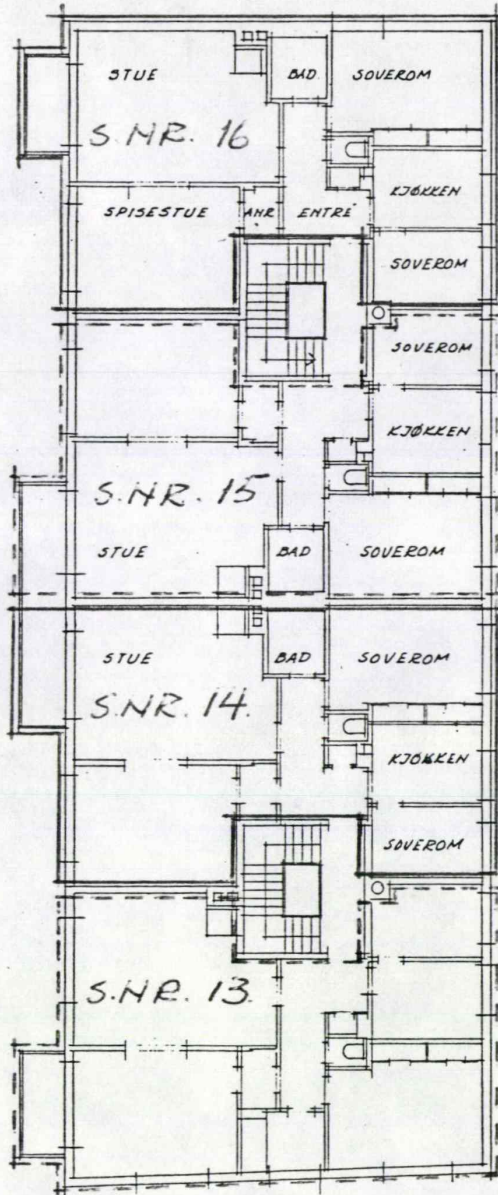 STUE
BAD.
SOVEROM
S.NR. 16
KJØKKEN
SPISESTUE
ANR.
ENTRÉ
SOVEROM
SOVEROM
KJØKKEN
S.NR. 15
STUE
BAD
SOVEROM
STUE
BAD
SOVEROM
S.NR. 14.
KJØKKEN
SOVEROM
S.NR. 13.